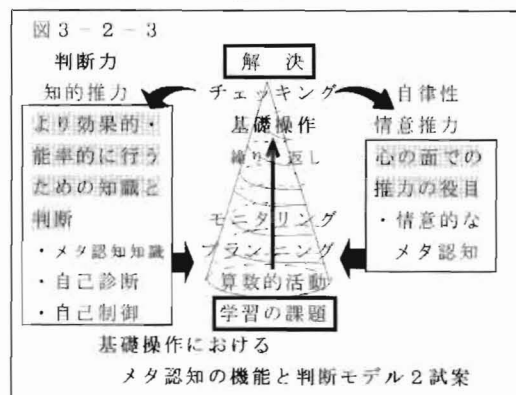 図3－2－3
判断力
知的推力
より効果的・
能率的に行う
ための知識と
判断
・メタ認知知識
・自己診断
・自己制御
解　決
チェッキング
基礎操作
繰り返し
モニタリング
プランニング
算数的活動
学習の課題
自律性
情意推力
心の面での
推力の役目
・情意的な
メタ認知
基礎操作における
メタ認知の機能と判断モデル2試案